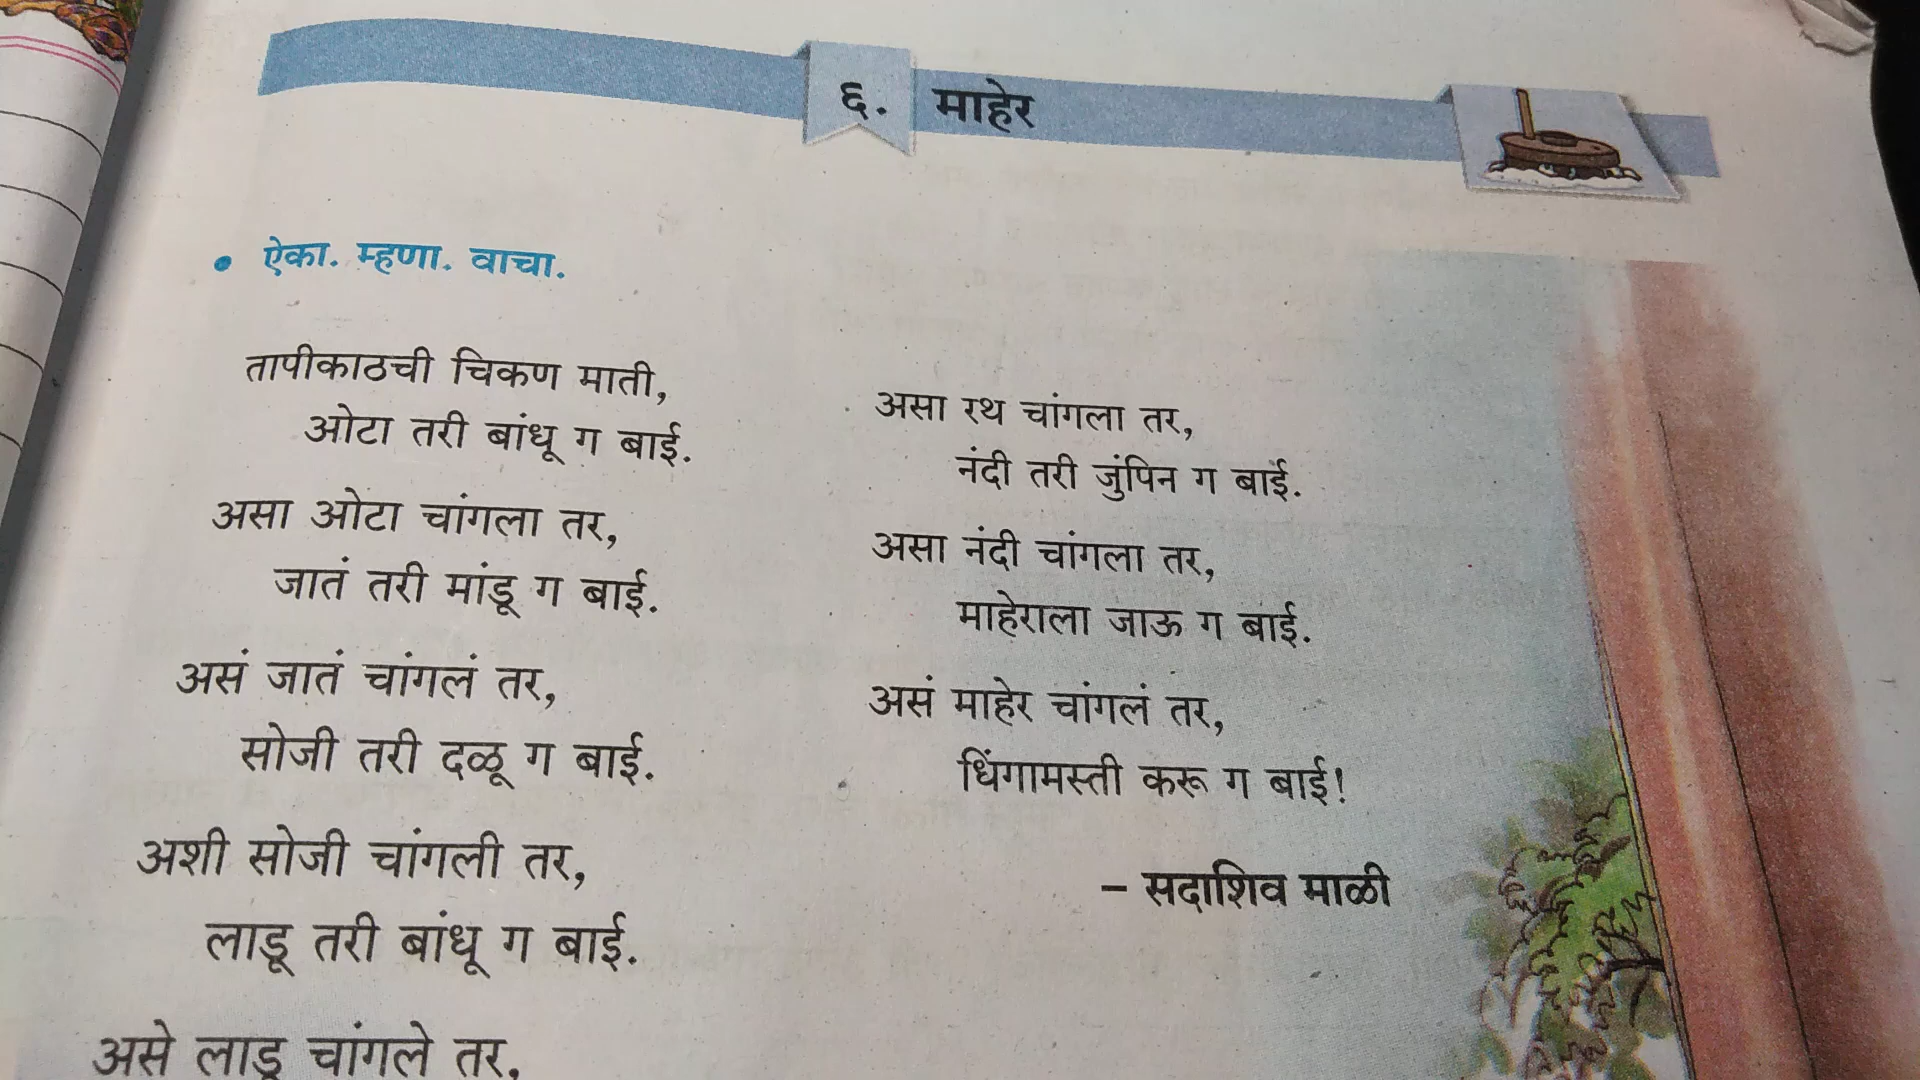 ६. माहेर
• ऐका. म्हणा. वाचा.
तापीकाठची चिकण माती,
ओटा तरी बांधू ग बाई.
असा ओटा चांगला तर,
जातं तरी मांडू ग बाई.
असं जातं चांगलं तर,
सोजी तरी दळू ग बाई.
अशी सोजी चांगली तर,
लाडू तरी बांधू ग बाई.
असे लाडू चांगले तर,
असा रथ चांगला तर,
नंदी तरी जुंपिन ग बाई.
असा नंदी चांगला तर,
माहेराला जाऊ ग बाई.
असं माहेर चांगलं तर,
धिंगामस्ती करू ग बाई!
– सदाशिव माळी